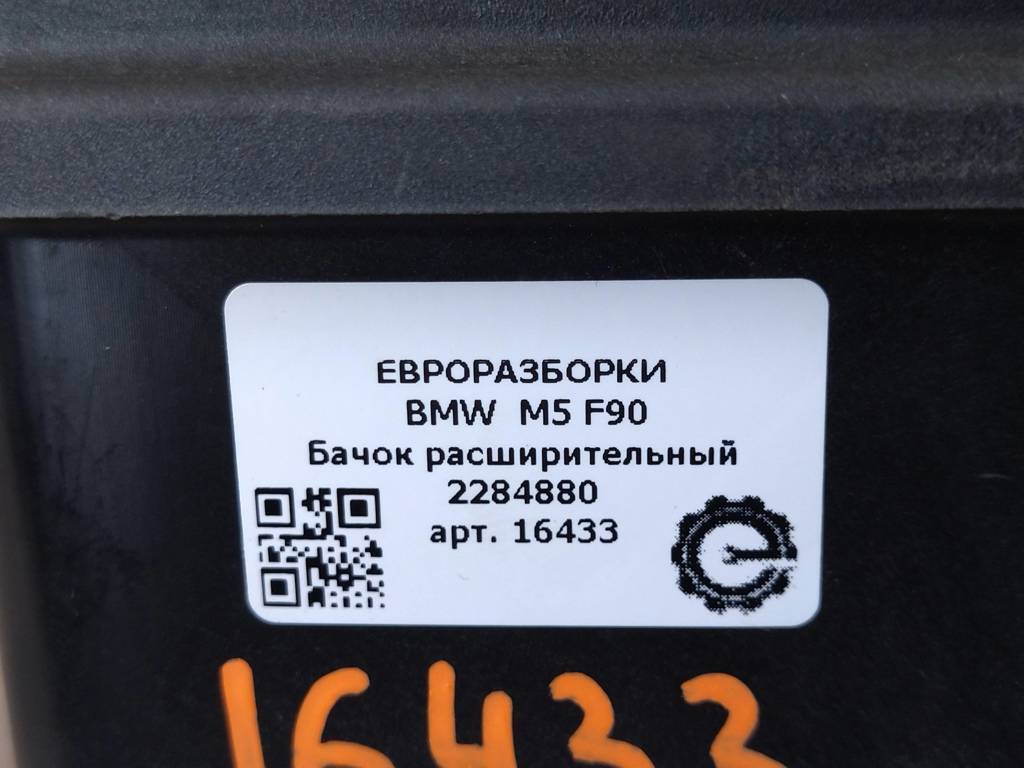 ЕВРОРАЗБОРКИ
BMW M5 F90
Бачок расширительный
2284880
арт. 16433
16433